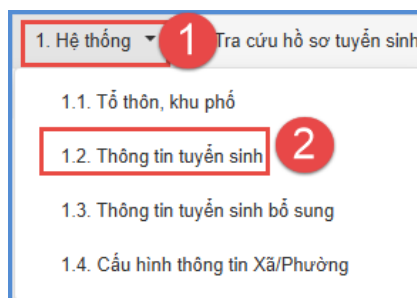 1. Hệ thống 1 Tra cứu hồ sơ tuyển sinh
1.1. Tổ thôn, khu phố
1.2. Thông tin tuyển sinh 2
1.3. Thông tin tuyển sinh bổ sung
1.4. Cấu hình thông tin Xã/Phường